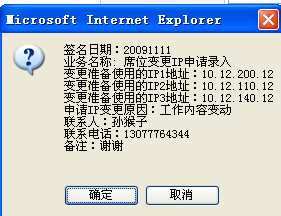 Microsoft Internet Explorer
签名日期：20091111
业务名称: 席位变更IP申请录入
变更准备使用的IP1地址：10.12.200.12
变更准备使用的IP2地址：10.12.110.12
变更准备使用的IP3地址：10.12.140.12
申请IP变更原因：工作内容变动
联系人：孙猴子
联系电话：13077764344
备注：谢谢
确定
取消